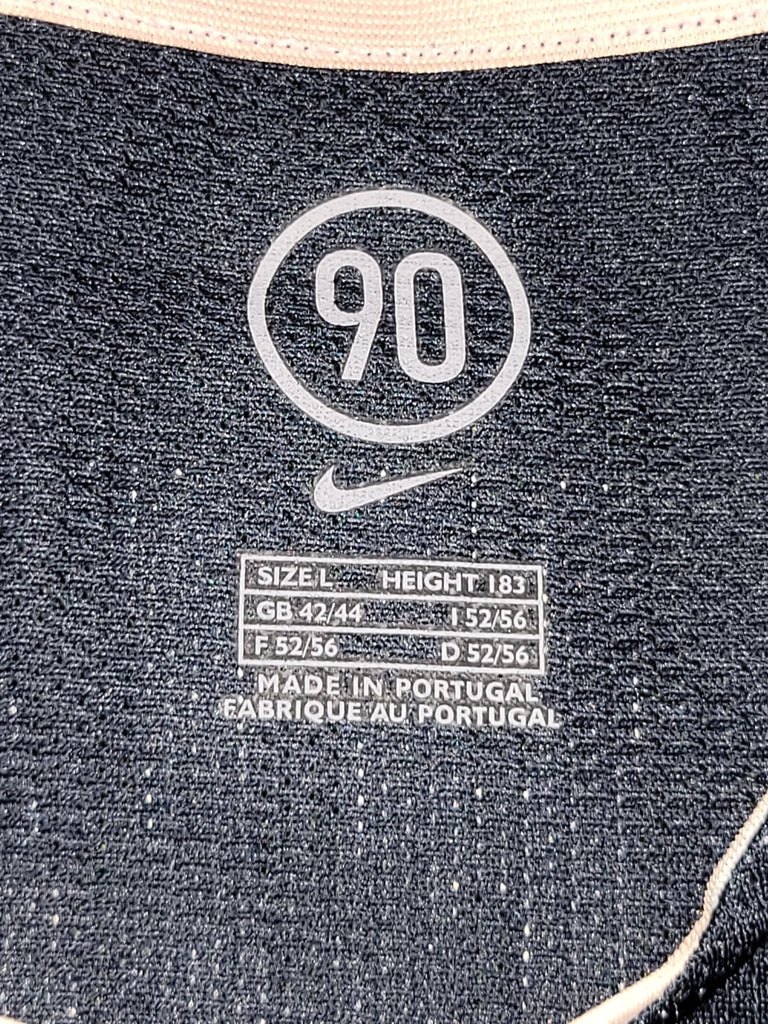 90
SIZE L HEIGHT 183
GB 42/44 I 52/56
F 52/56 D 52/56
MADE IN PORTUGAL
FABRIQUE AU PORTUGAL